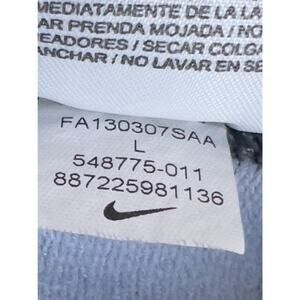 MEDIATAMENTE DE LA LA
AR PRENDA MOJADA / NO
EADORES / SECAR COLGA
ANCHAR / NO LAVAR EN SE
FA130307SAA
L
548775-011
887225981136